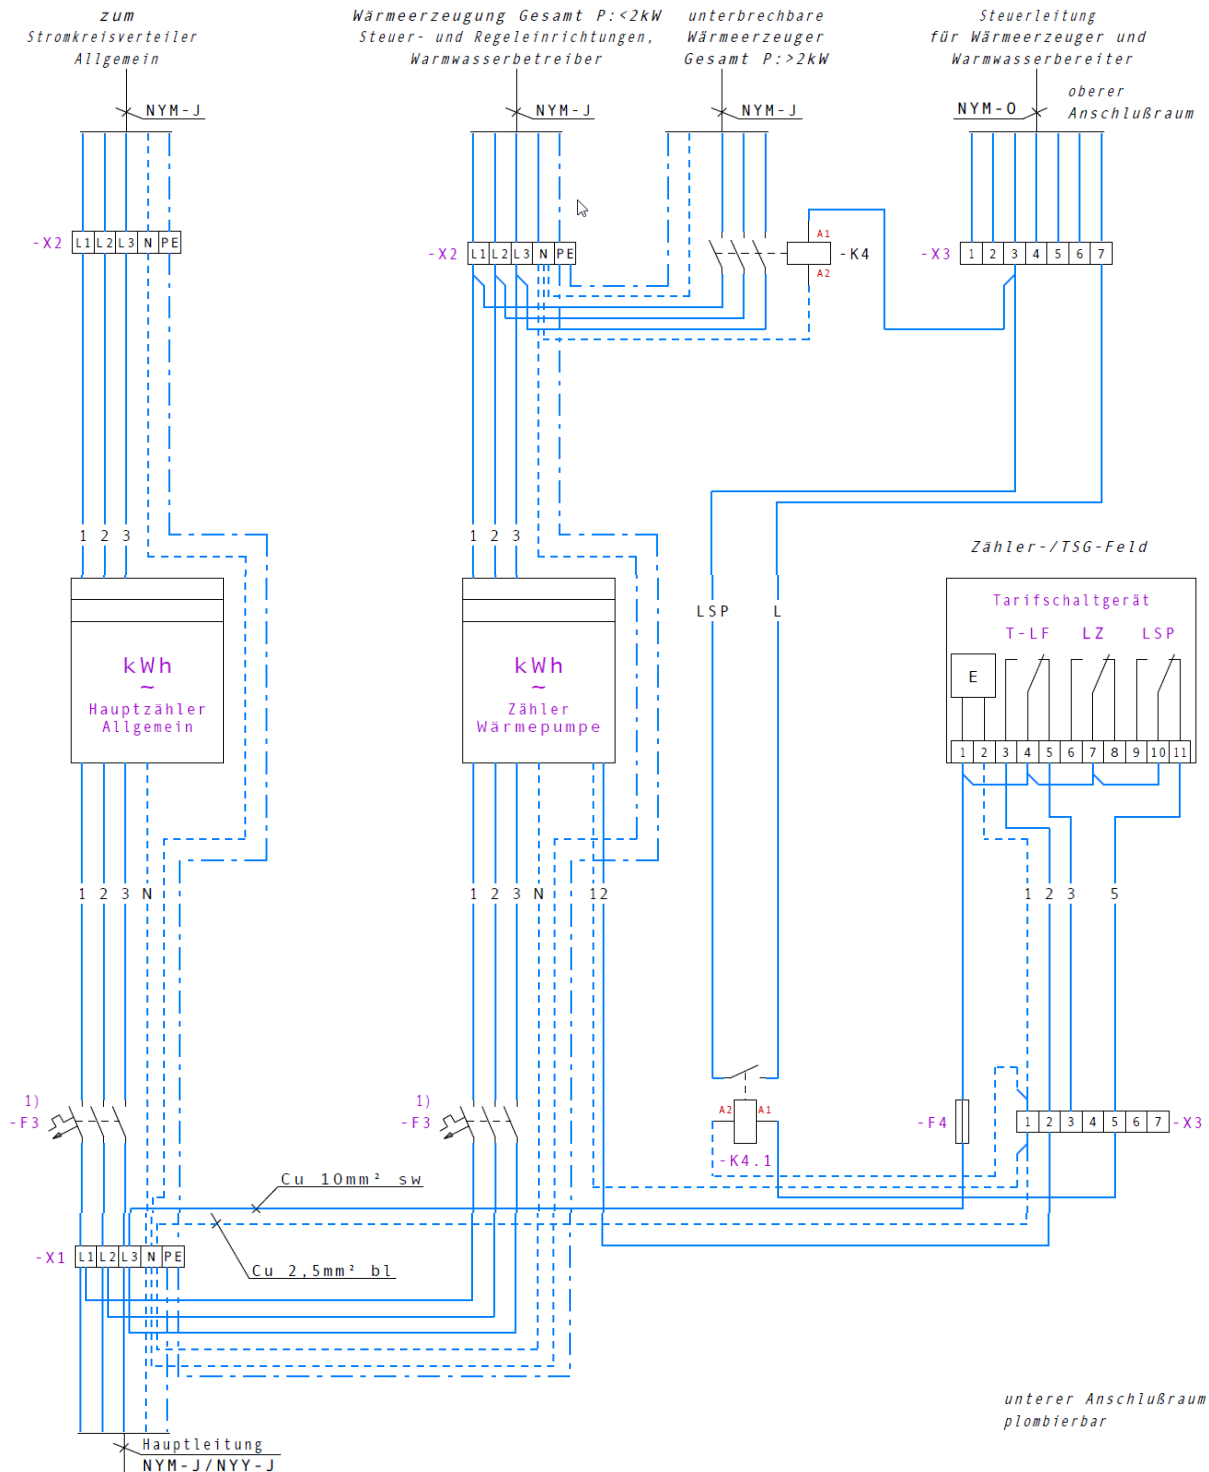 zum
Stromkreisverteiler
Allgemein
Wärmeerzeugung Gesamt P:<2kW
Steuer- und Regeleinrichtungen,
Warmwasserbetreiber
unterbrechbare
Wärmeerzeuger
Gesamt P:>2kW
Steuerleitung
für Wärmeerzeuger und
Warmwasserbereiter
oberer
Anschlußraum
NYM-J
NYM-J
NYM-J
NYM-O
-X2 L1 L2 L3 N PE
-X2 L1 L2 L3 N PE
A1
-K4
A2
-X3 1 2 3 4 5 6 7
1 2 3
1 2 3
Zähler-/TSG-Feld
LSP L
Tarifschaltgerät
T-LF LZ LSP
E
1 2 3 4 5 6 7 8 9 10 11
kWh
~
Hauptzähler
Allgemein
kWh
~
Zähler
Wärmepumpe
1 2 3 N
1 2 3 N 12
1 2 3 5
1)
-F3
1)
-F3
A2 A1
-K4.1
-F4
1 2 3 4 5 6 7 -X3
Cu 10mm² sw
-X1 L1 L2 L3 N PE
Cu 2,5mm² bl
unterer Anschlußraum
plombierbar
Hauptleitung
NYM-J/NYY-J